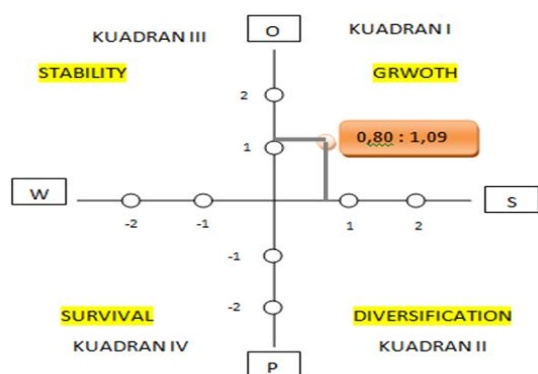 KUADRAN III
O
KUADRAN I
STABILITY
GRWOTH
2
1
0,80 : 1,09
W
S
-2
-1
1
2
-1
-2
SURVIVAL
DIVERSIFICATION
KUADRAN IV
KUADRAN II
P